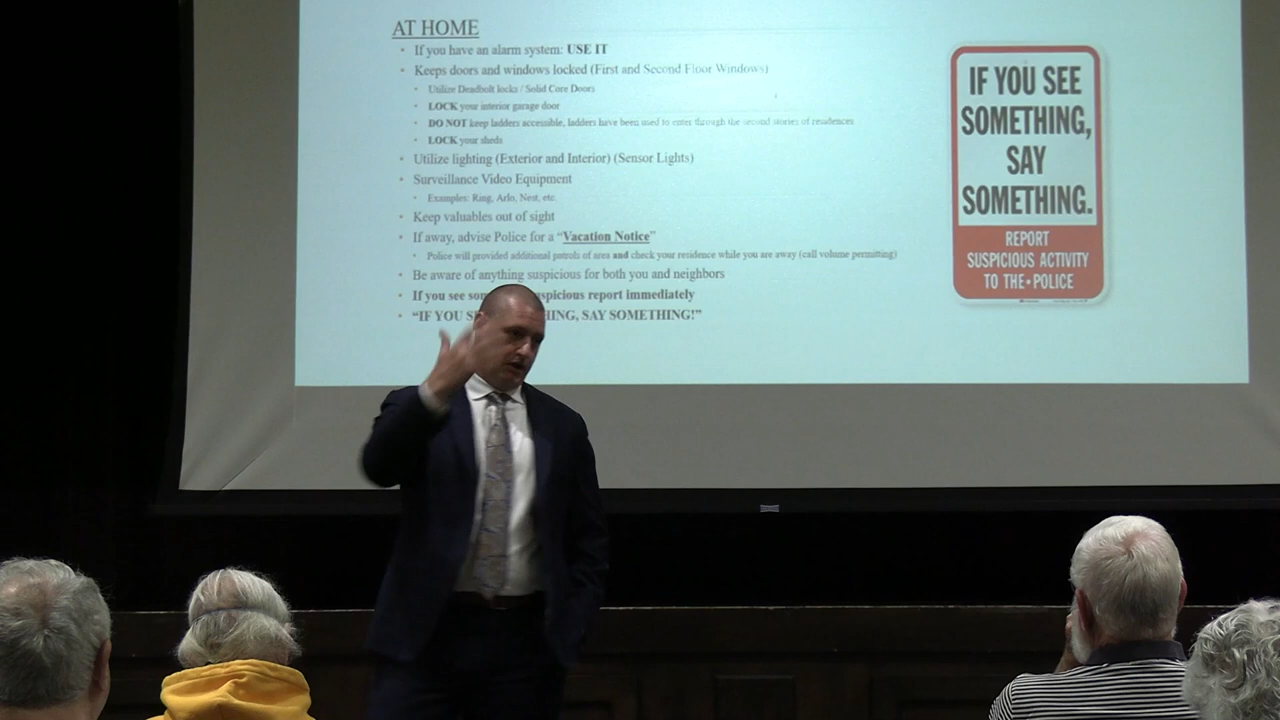 AT HOME
• If you have an alarm system: USE IT
• Keeps doors and windows locked (First and Second Floor Windows)
• Utilize Deadbolt locks / Solid Core Doors
• LOCK your interior garage door
• DO NOT keep ladders accessible, ladders have been used to enter through the second stories of residences
• LOCK your sheds
• Utilize lighting (Exterior and Interior) (Sensor Lights)
• Surveillance Video Equipment
• Examples: Ring, Arlo, Nest, etc.
• Keep valuables out of sight
• If away, advise Police for a “Vacation Notice”
• Police will provided additional patrols of area and check your residence while you are away (call volume permitting)
• Be aware of anything suspicious for both you and neighbors
• If you see report immediately
• “IF YOU SAY SOMETHING!”
IF YOU SEE
SOMETHING,
SAY
SOMETHING.
REPORT
SUSPICIOUS ACTIVITY
TO THE•POLICE